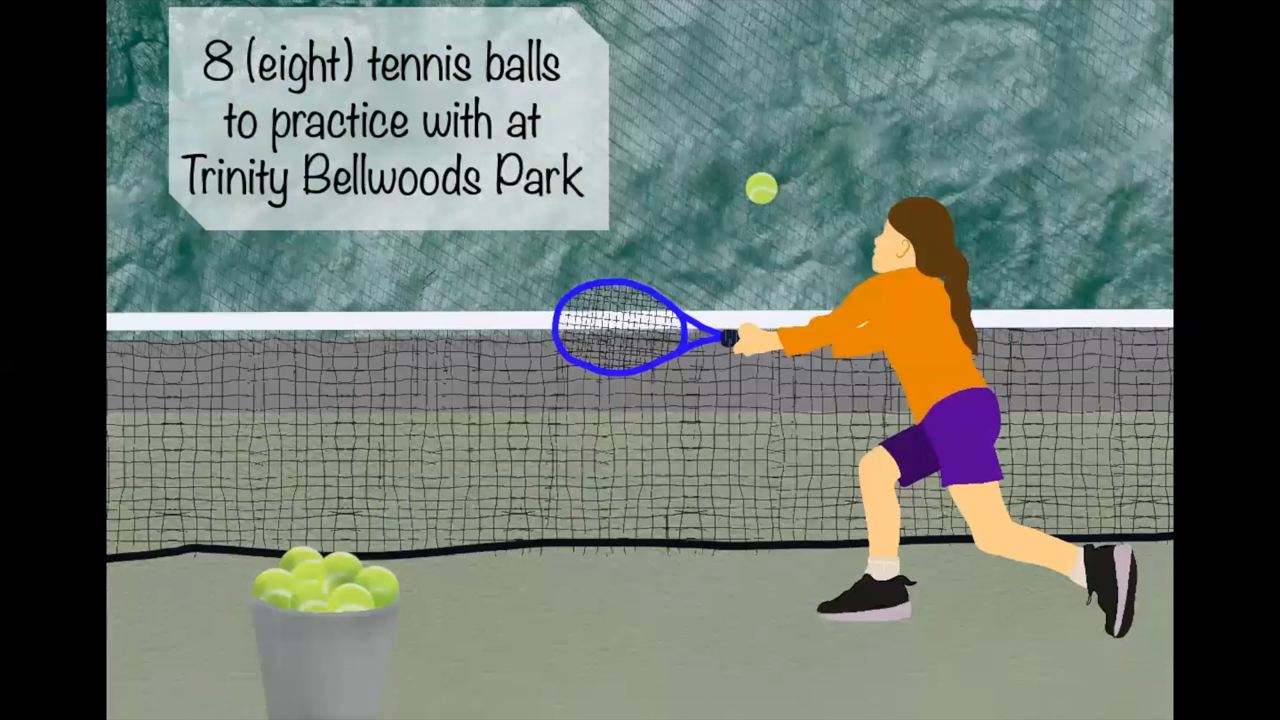 8 (eight) tennis balls
to practice with at
Trinity Bellwoods Park